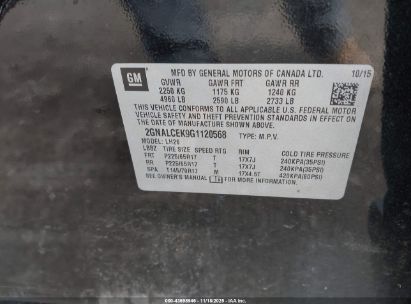 GM
MFD BY GENERAL MOTORS OF CANADA LTD. 10/15
GVWR GAWR FRT GAWR RR
2250 KG 1175 KG 1240 KG
4960 LB 2590 LB 2733 LB
THIS VEHICLE CONFORMS TO ALL APPLICABLE U.S. FEDERAL
MOTOR VEHICLE SAFETY AND THEFT PREVENTION STANDARDS
IN EFFECT ON THE DATE OF MANUFACTURE SHOWN ABOVE.
2GNALCEK9G1120568 TYPE: M.P.V.
MODEL: LH26
TIRE SIZE SPEED RTG RIM COLD TIRE PRESSURE
FRT P225/65R17 T 17X7J 240KPA(35PSI)
RR P225/65R17 T 17X7J 240KPA(35PSI)
SPA T145/70R17 M 17X4.5T 420KPA(60PSI)
SEE OWNER'S MANUAL FOR ADDITIONAL INFORMATION